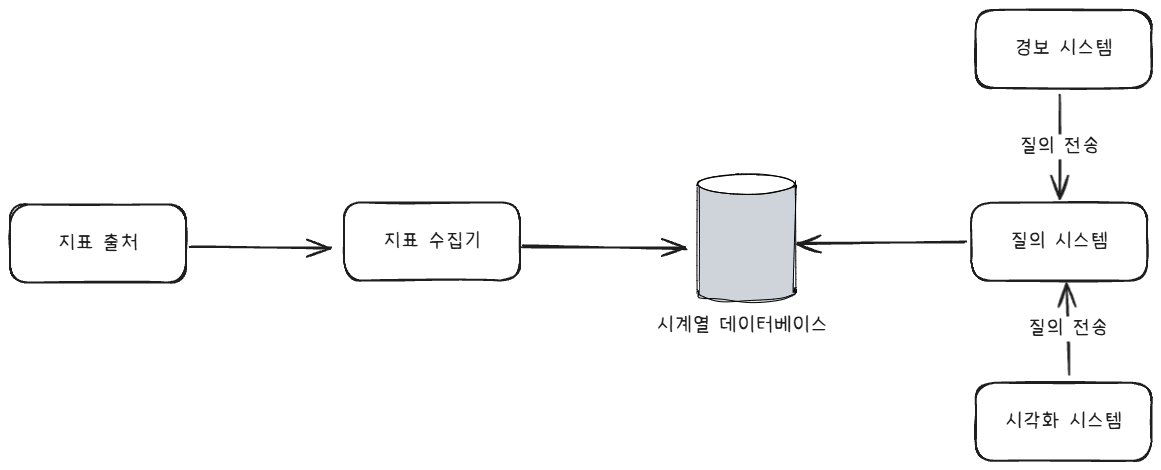 경보 시스템
질의 전송
지표 출처
지표 수집기
질의 시스템
시계열 데이터베이스
질의 전송
시각화 시스템